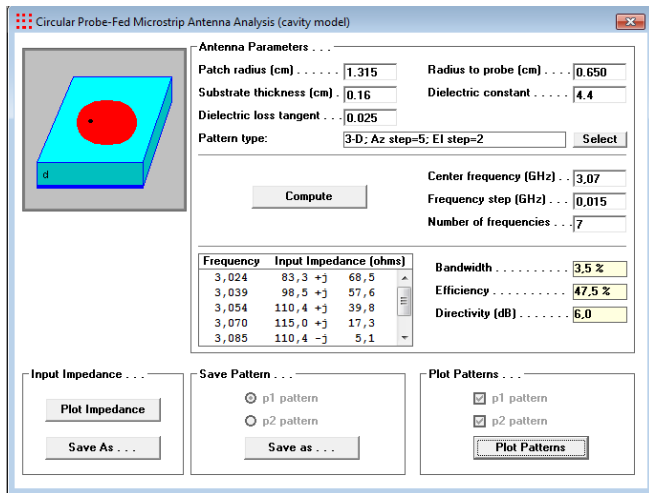 Circular Probe-Fed Microstrip Antenna Analysis (cavity model)
Antenna Parameters . . .
Patch radius (cm) . . . . . . 1.315 Radius to probe (cm) . . . . 0.650
Substrate thickness (cm) . 0.16 Dielectric constant . . . . . 4.4
Dielectric loss tangent . . . 0.025
Pattern type: 3-D; Az step=5; El step=2 Select
d
Center frequency (GHz) . . 3,07
Compute Frequency step (GHz) . . . 0,015
Number of frequencies . . . 7
Frequency Input Impedance (ohms)
3,024 83,3 +j 68,5
3,039 98,5 +j 57,6
3,054 110,4 +j 39,8
3,070 115,0 +j 17,3
3,085 110,4 -j 5,1
Bandwidth . . . . . . . . . . 3,5 %
Efficiency . . . . . . . . . . 47,5 %
Directivity (dB) . . . . . . . 6,0
Input Impedance . . .
Plot Impedance
Save As . . .
Save Pattern . . .
p1 pattern
p2 pattern
Save as . . .
Plot Patterns . . .
p1 pattern
p2 pattern
Plot Patterns